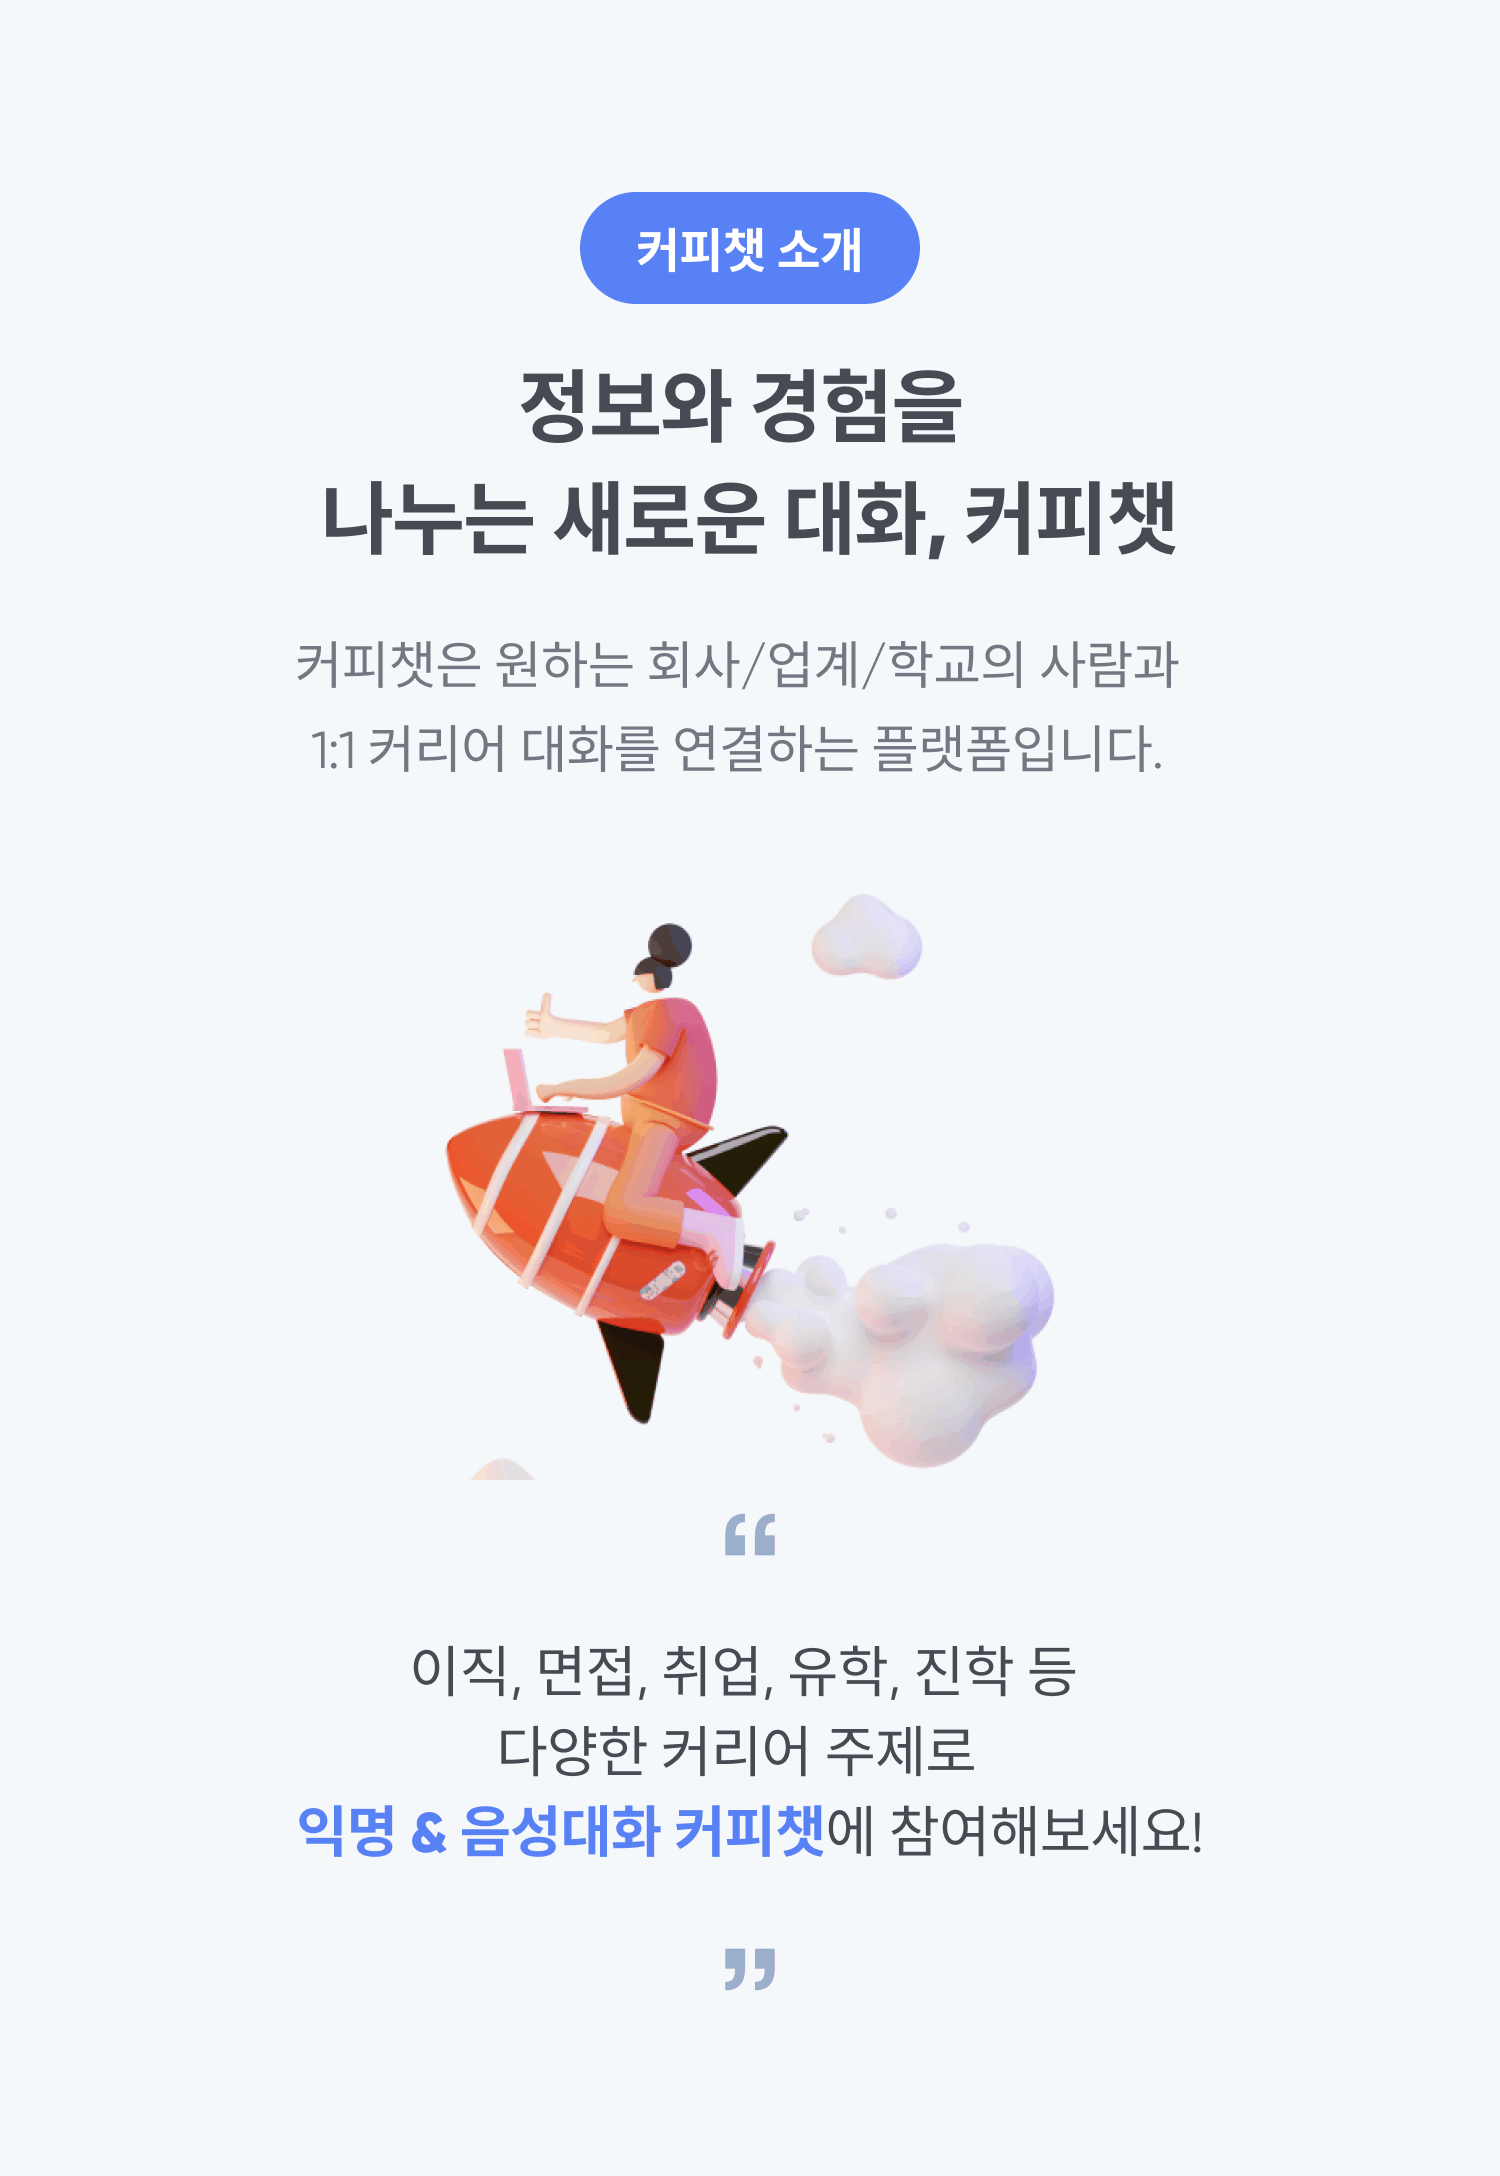 커피챗 소개
정보와 경험을
나누는 새로운 대화, 커피챗
커피챗은 원하는 회사/업계/학교의 사람과
1:1 커리어 대화를 연결하는 플랫폼입니다.
“
이직, 면접, 취업, 유학, 진학 등
다양한 커리어 주제로
익명 & 음성대화 커피챗에 참여해보세요!
”